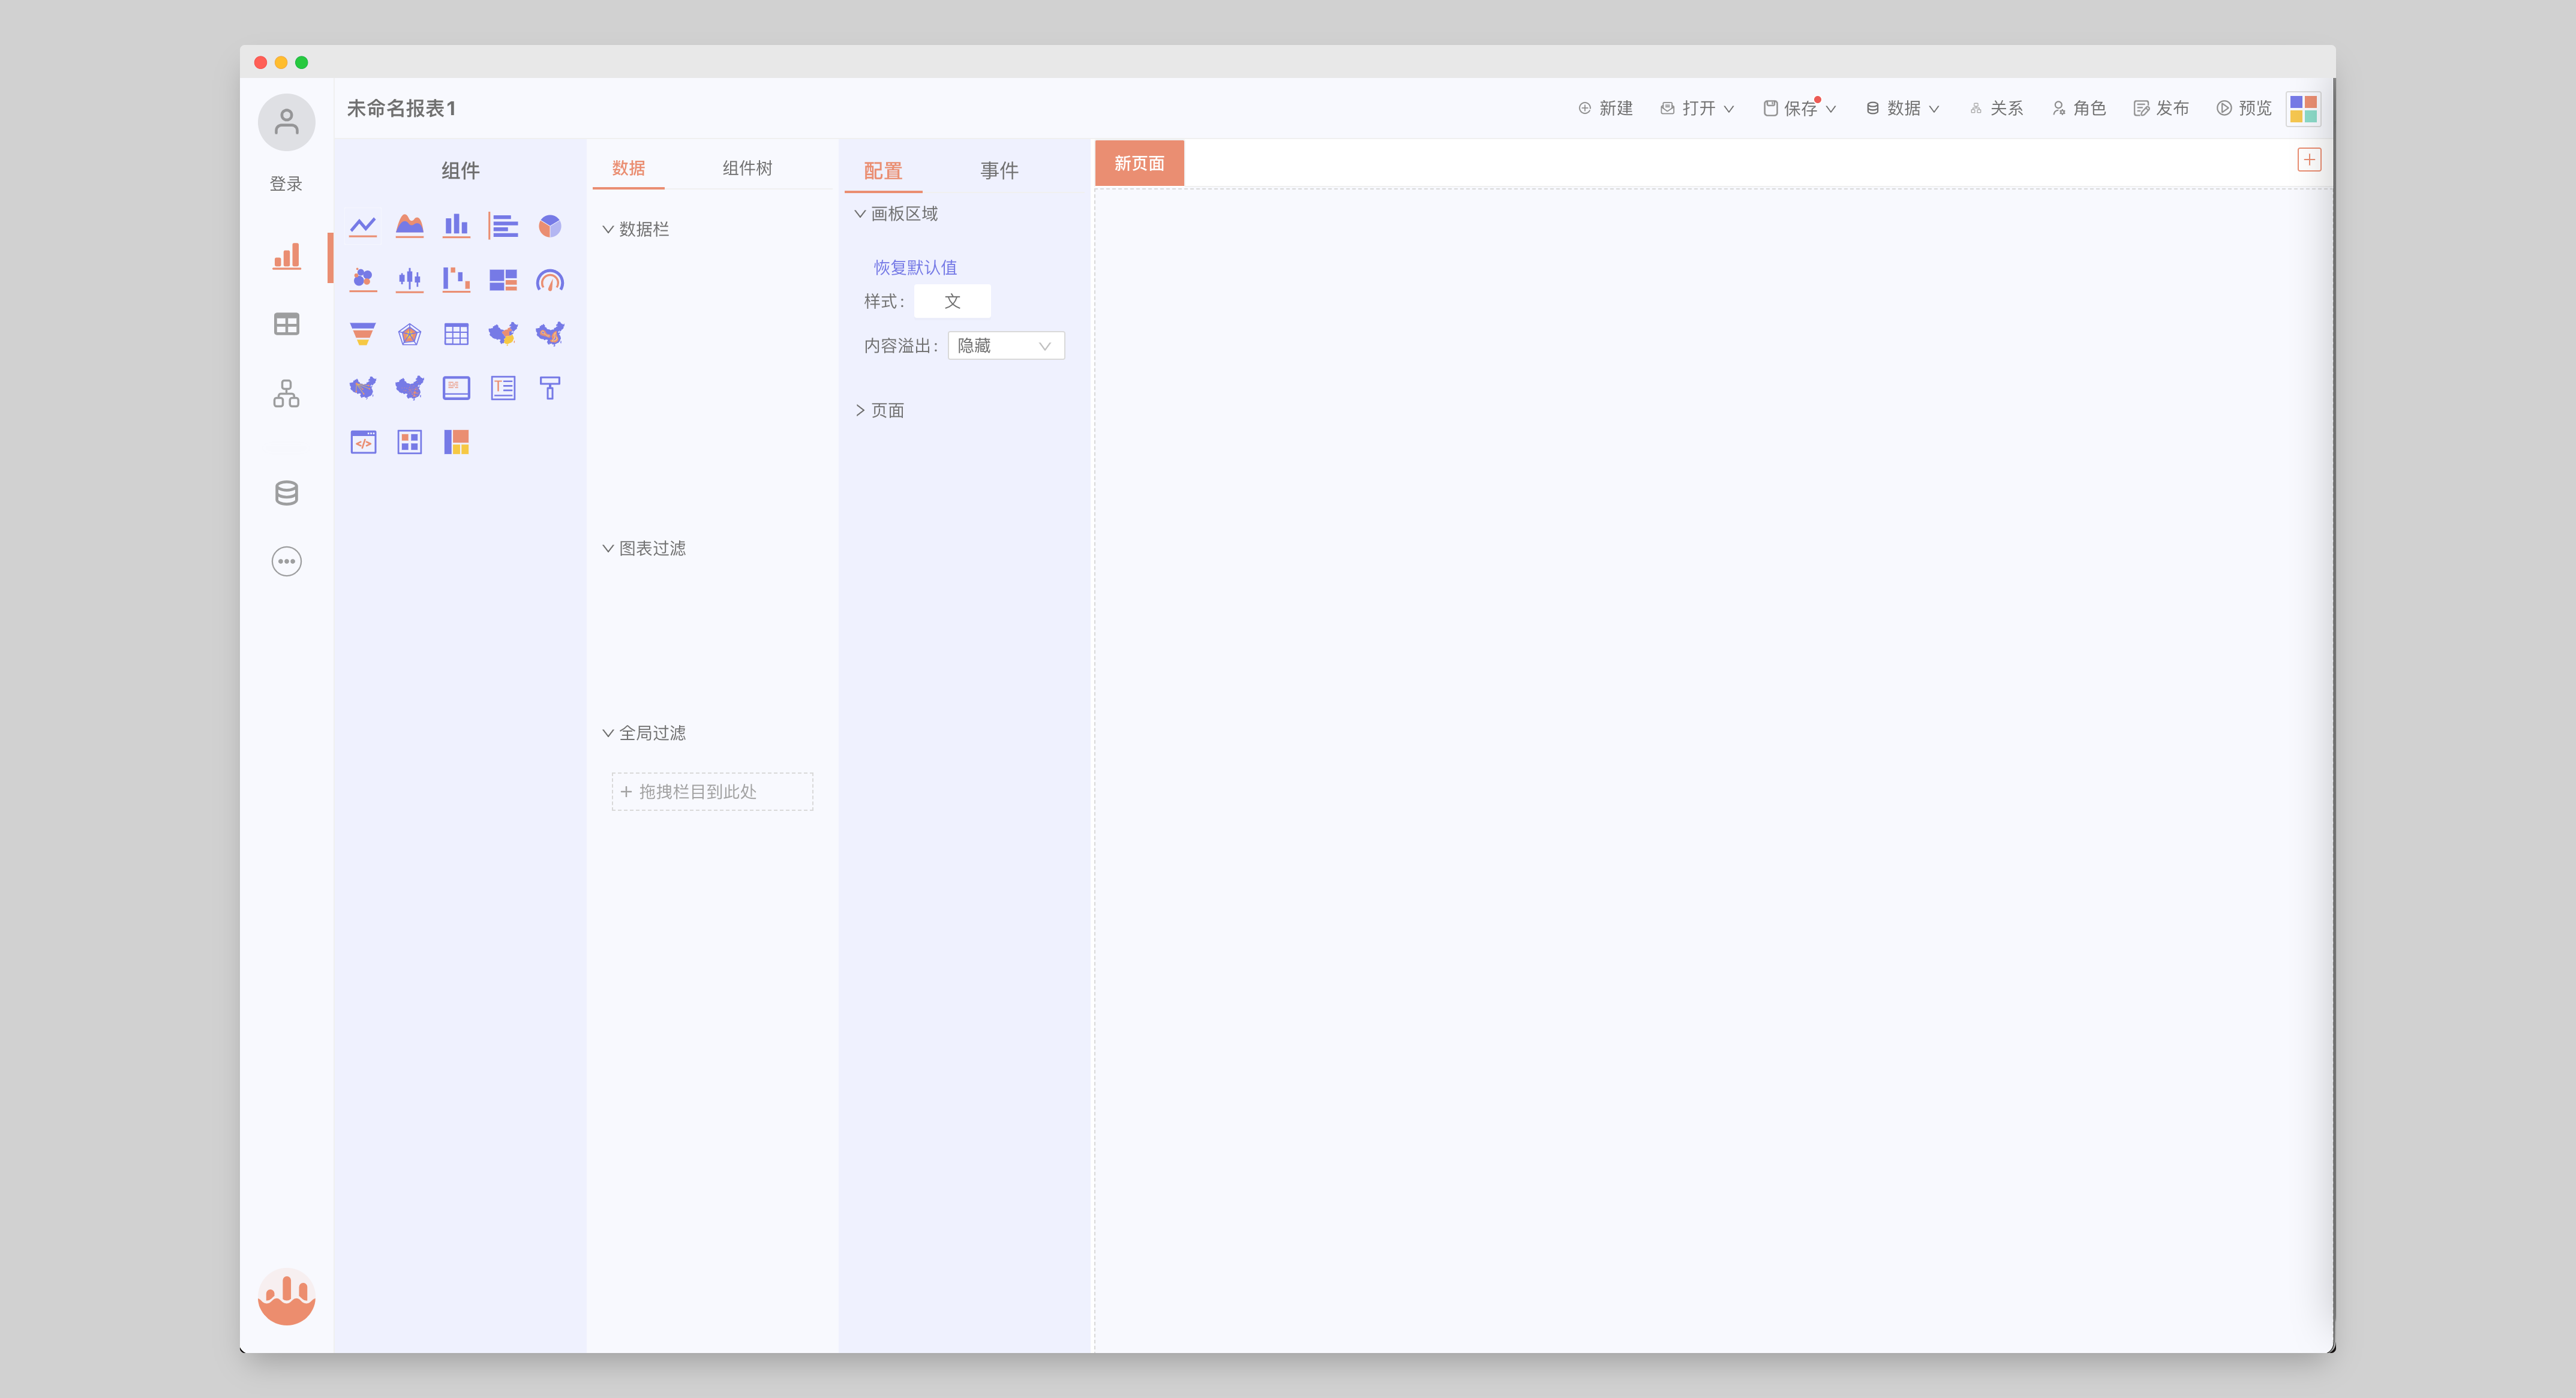 未命名报表1
新建 打开 保存 数据 关系 角色 发布 预览
登录
组件
数据 组件树
数据栏
图表过滤
全局过滤
+ 拖拽栏目到此处
配置 事件
画板区域
恢复默认值
样式: 文
内容溢出: 隐藏
页面
新页面